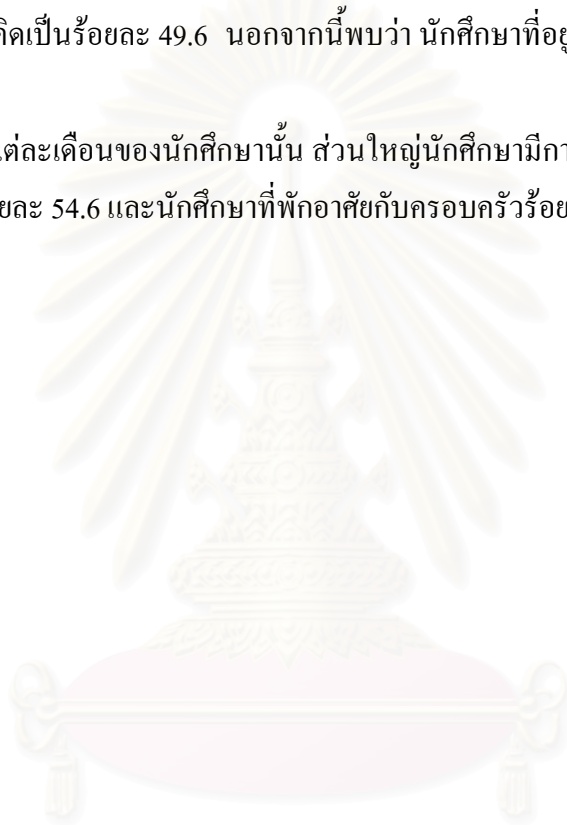 คิดเป็นร้อยละ 49.6 นอกจากนี้พบว่า นักศึกษาที่อยู่
ต่ละเดือนของนักศึกษานั้น ส่วนใหญ่นักศึกษามีกา
ยละ 54.6 และนักศึกษาที่พักอาศัยกับครอบครัวร้อย